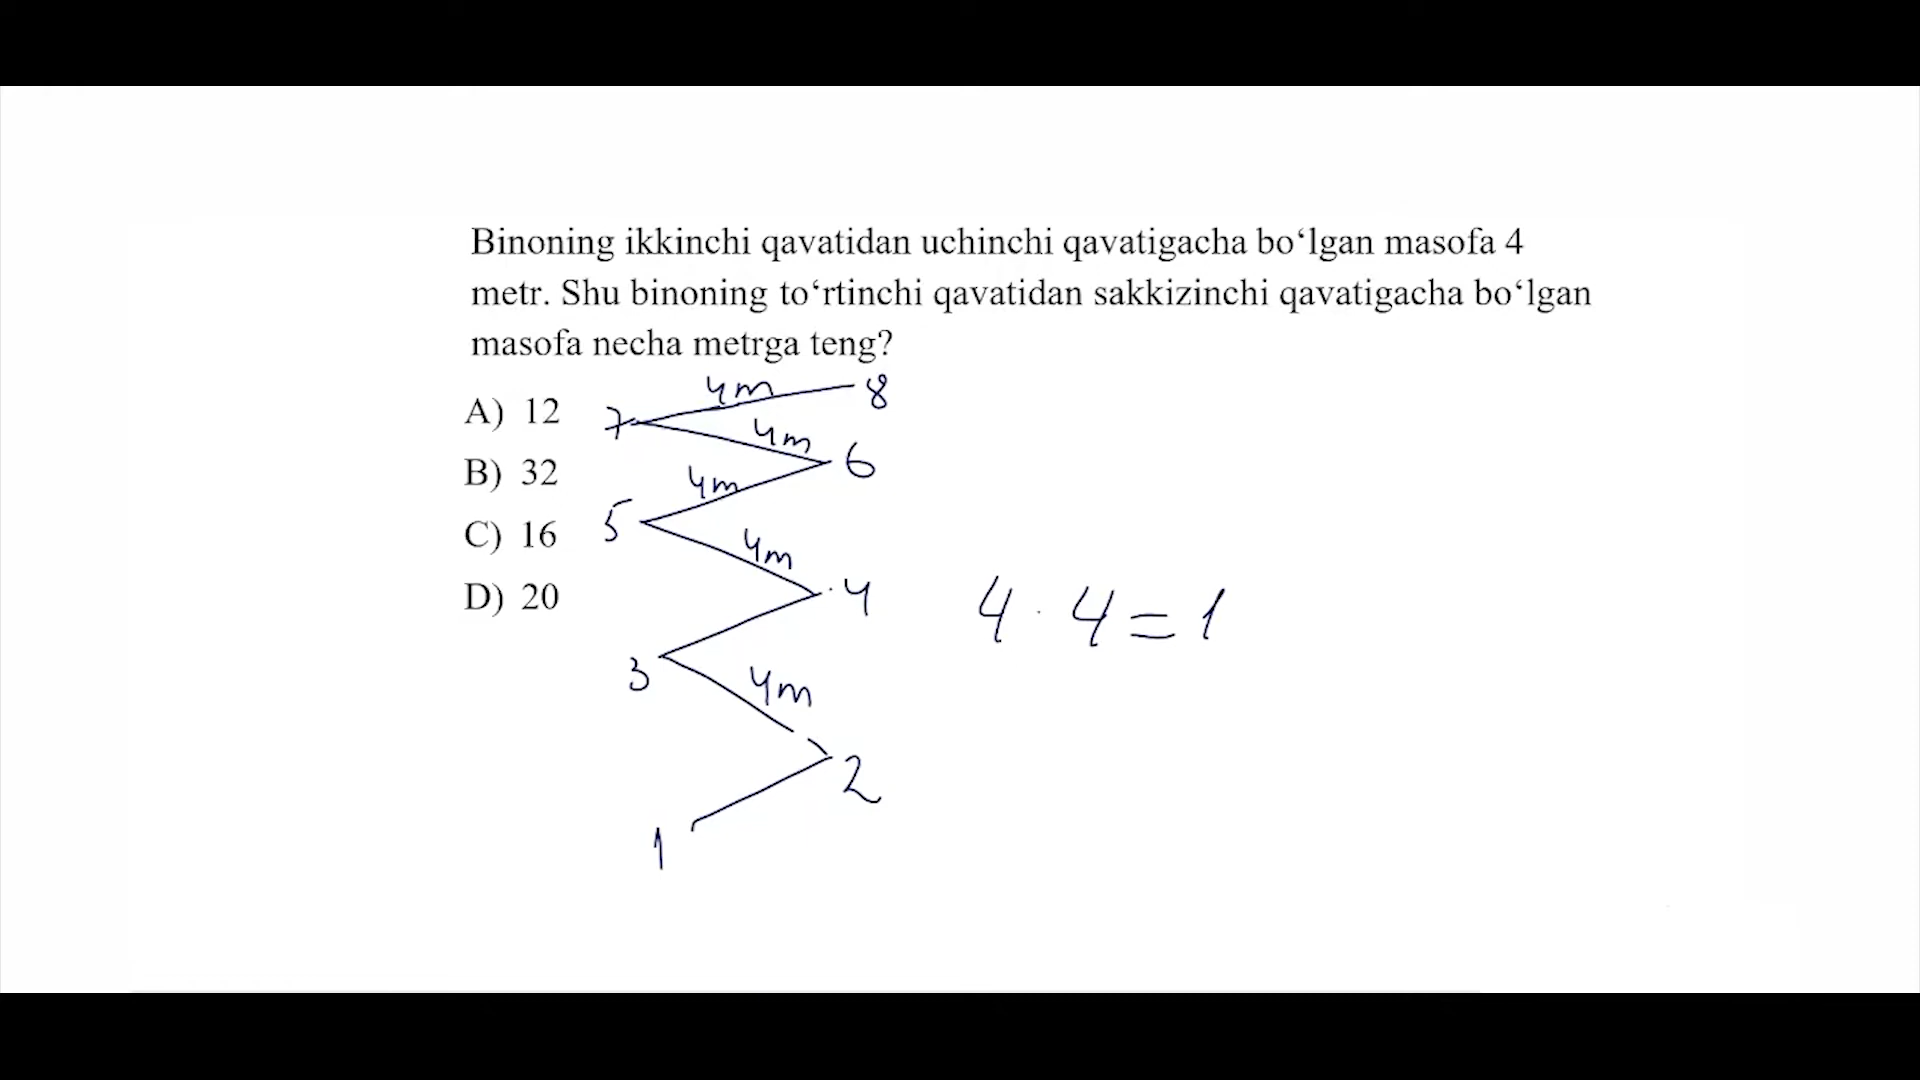 Binoning ikkinchi qavatidan uchinchi qavatigacha bo‘lgan masofa 4
metr. Shu binoning to‘rtinchi qavatidan sakkizinchi qavatigacha bo‘lgan
masofa necha metrga teng?
A) 12
B) 32
C) 16
D) 20
4m 8
7 4m
6
4m
5
4m
4
3
4m
2
1
4 · 4 = 1